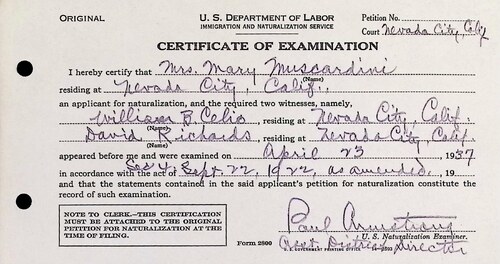 ORIGINAL
U. S. DEPARTMENT OF LABOR
IMMIGRATION AND NATURALIZATION SERVICE
Petition No.
Court Nevada City, Calif
CERTIFICATE OF EXAMINATION
I hereby certify that Mrs. Mary Muscardini
(Name)
residing at Nevada City, Calif.,
an applicant for naturalization, and the required two witnesses, namely,
William B. Celio residing at Nevada City, Calif.
(Name)
David Richards residing at Nevada City, Calif.
(Name)
appeared before me and were examined on April 23 1937
in accordance with the act of Sec. 4, Sept. 22, 1922, as amended, 19
and that the statements contained in the said applicant's petition for naturalization constitute the
record of such examination.
NOTE TO CLERK.—THIS CERTIFICATION
MUST BE ATTACHED TO THE ORIGINAL
PETITION FOR NATURALIZATION AT THE
TIME OF FILING.
Paul Armstrong
U. S. Naturalization Examiner.
Form 2800
District Director
U. S. GOVERNMENT PRINTING OFFICE